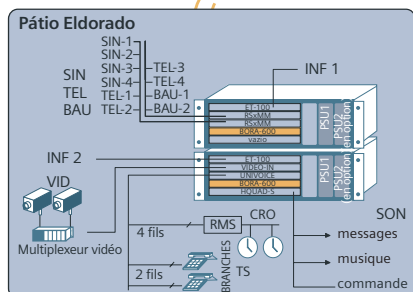 Pátio Eldorado
SIN-1
SIN-2
SIN-3
SIN-4
TEL-1
TEL-2
TEL-3
TEL-4
BAU-1
BAU-2
SIN
TEL
BAU
INF 1
ET-100
RSxMM
RSxMM
BORA-600
vazio
PSU1
PSU2
(en option)
INF 2
ET-100
VIDEO-IN
UNIVOICE
BORA-600
HQUAD-S
PSU1
PSU2
(en option)
VID
Multiplexeur vidéo
4 fils
RMS
CRO
TS
2 fils
BRANCHES
SON
messages
musique
commande